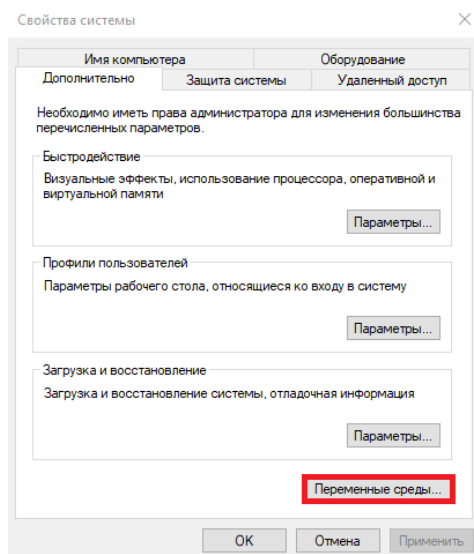 Свойства системы
Имя компьютера
Оборудование
Дополнительно
Защита системы
Удаленный доступ
Необходимо иметь права администратора для изменения большинства
перечисленных параметров.
Быстродействие
Визуальные эффекты, использование процессора, оперативной и
виртуальной памяти
Параметры...
Профили пользователей
Параметры рабочего стола, относящиеся ко входу в систему
Параметры...
Загрузка и восстановление
Загрузка и восстановление системы, отладочная информация
Параметры...
Переменные среды...
OK
Отмена
Применить